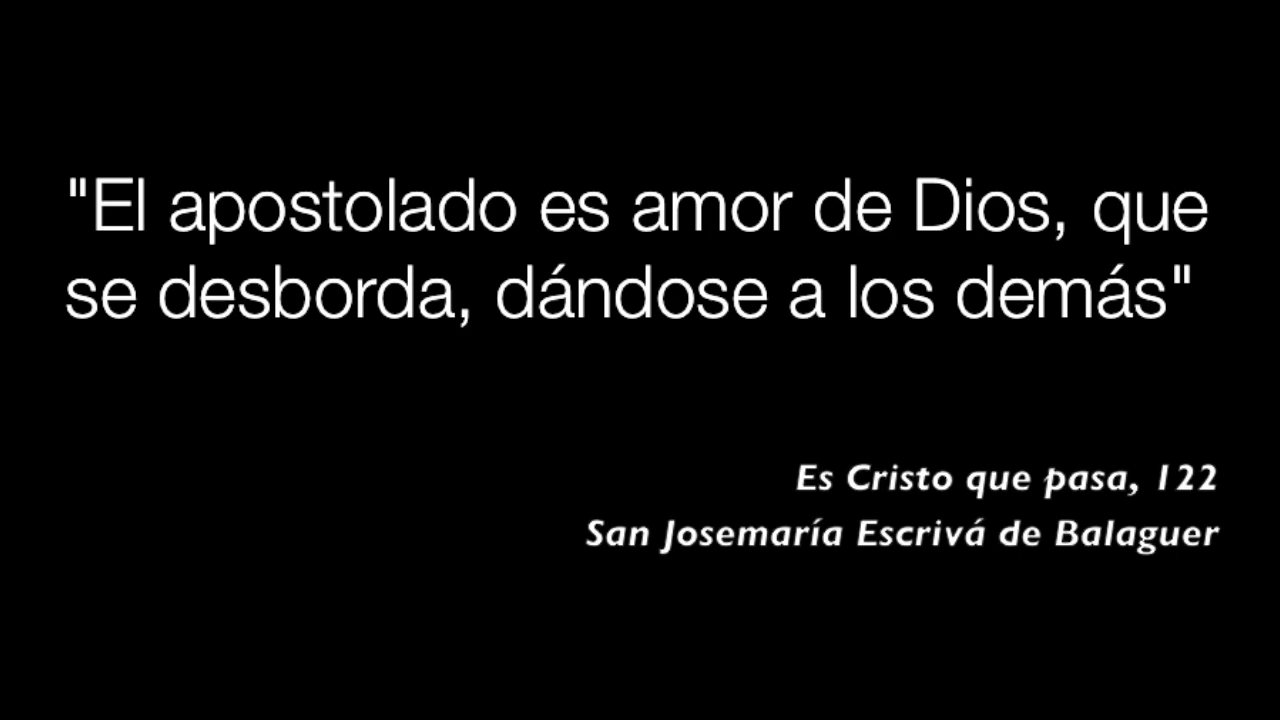 "El apostolado es amor de Dios, que
se desborda, dándose a los demás"
Es Cristo que pasa, 122
San Josemaría Escrivá de Balaguer